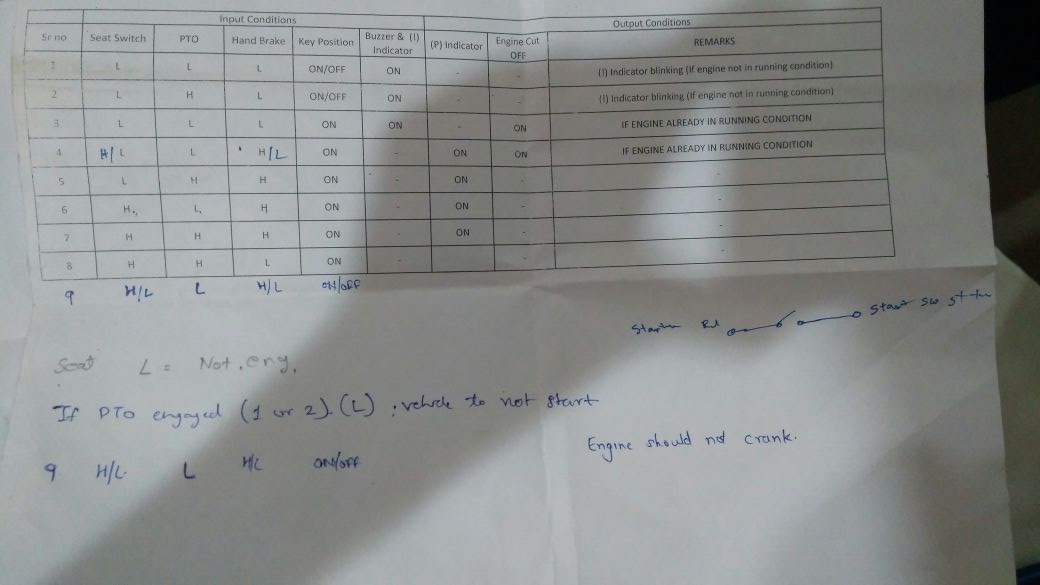 Input Conditions Output Conditions
Sr no Seat Switch PTO Hand Brake Key Position Buzzer & (!) Indicator (P) Indicator Engine Cut OFF REMARKS
1 L L L ON/OFF ON - - (!) Indicator blinking (If engine not in running condition)
2 L H L ON/OFF ON - - (!) Indicator blinking (If engine not in running condition)
3 L L L ON ON - ON IF ENGINE ALREADY IN RUNNING CONDITION
4 H/L L H/L ON - ON ON IF ENGINE ALREADY IN RUNNING CONDITION
5 L H H ON - ON - -
6 H L H ON - ON - -
7 H H H ON - ON - -
8 H H L ON - - -
9 H/L L H/L ON/OFF
Start sw
Seat L = Not. eng.
If PTO engaged (1 or 2). (L) ; vehicle to not start
Engine should not crank.
9 H/L L H/L ON/OFF